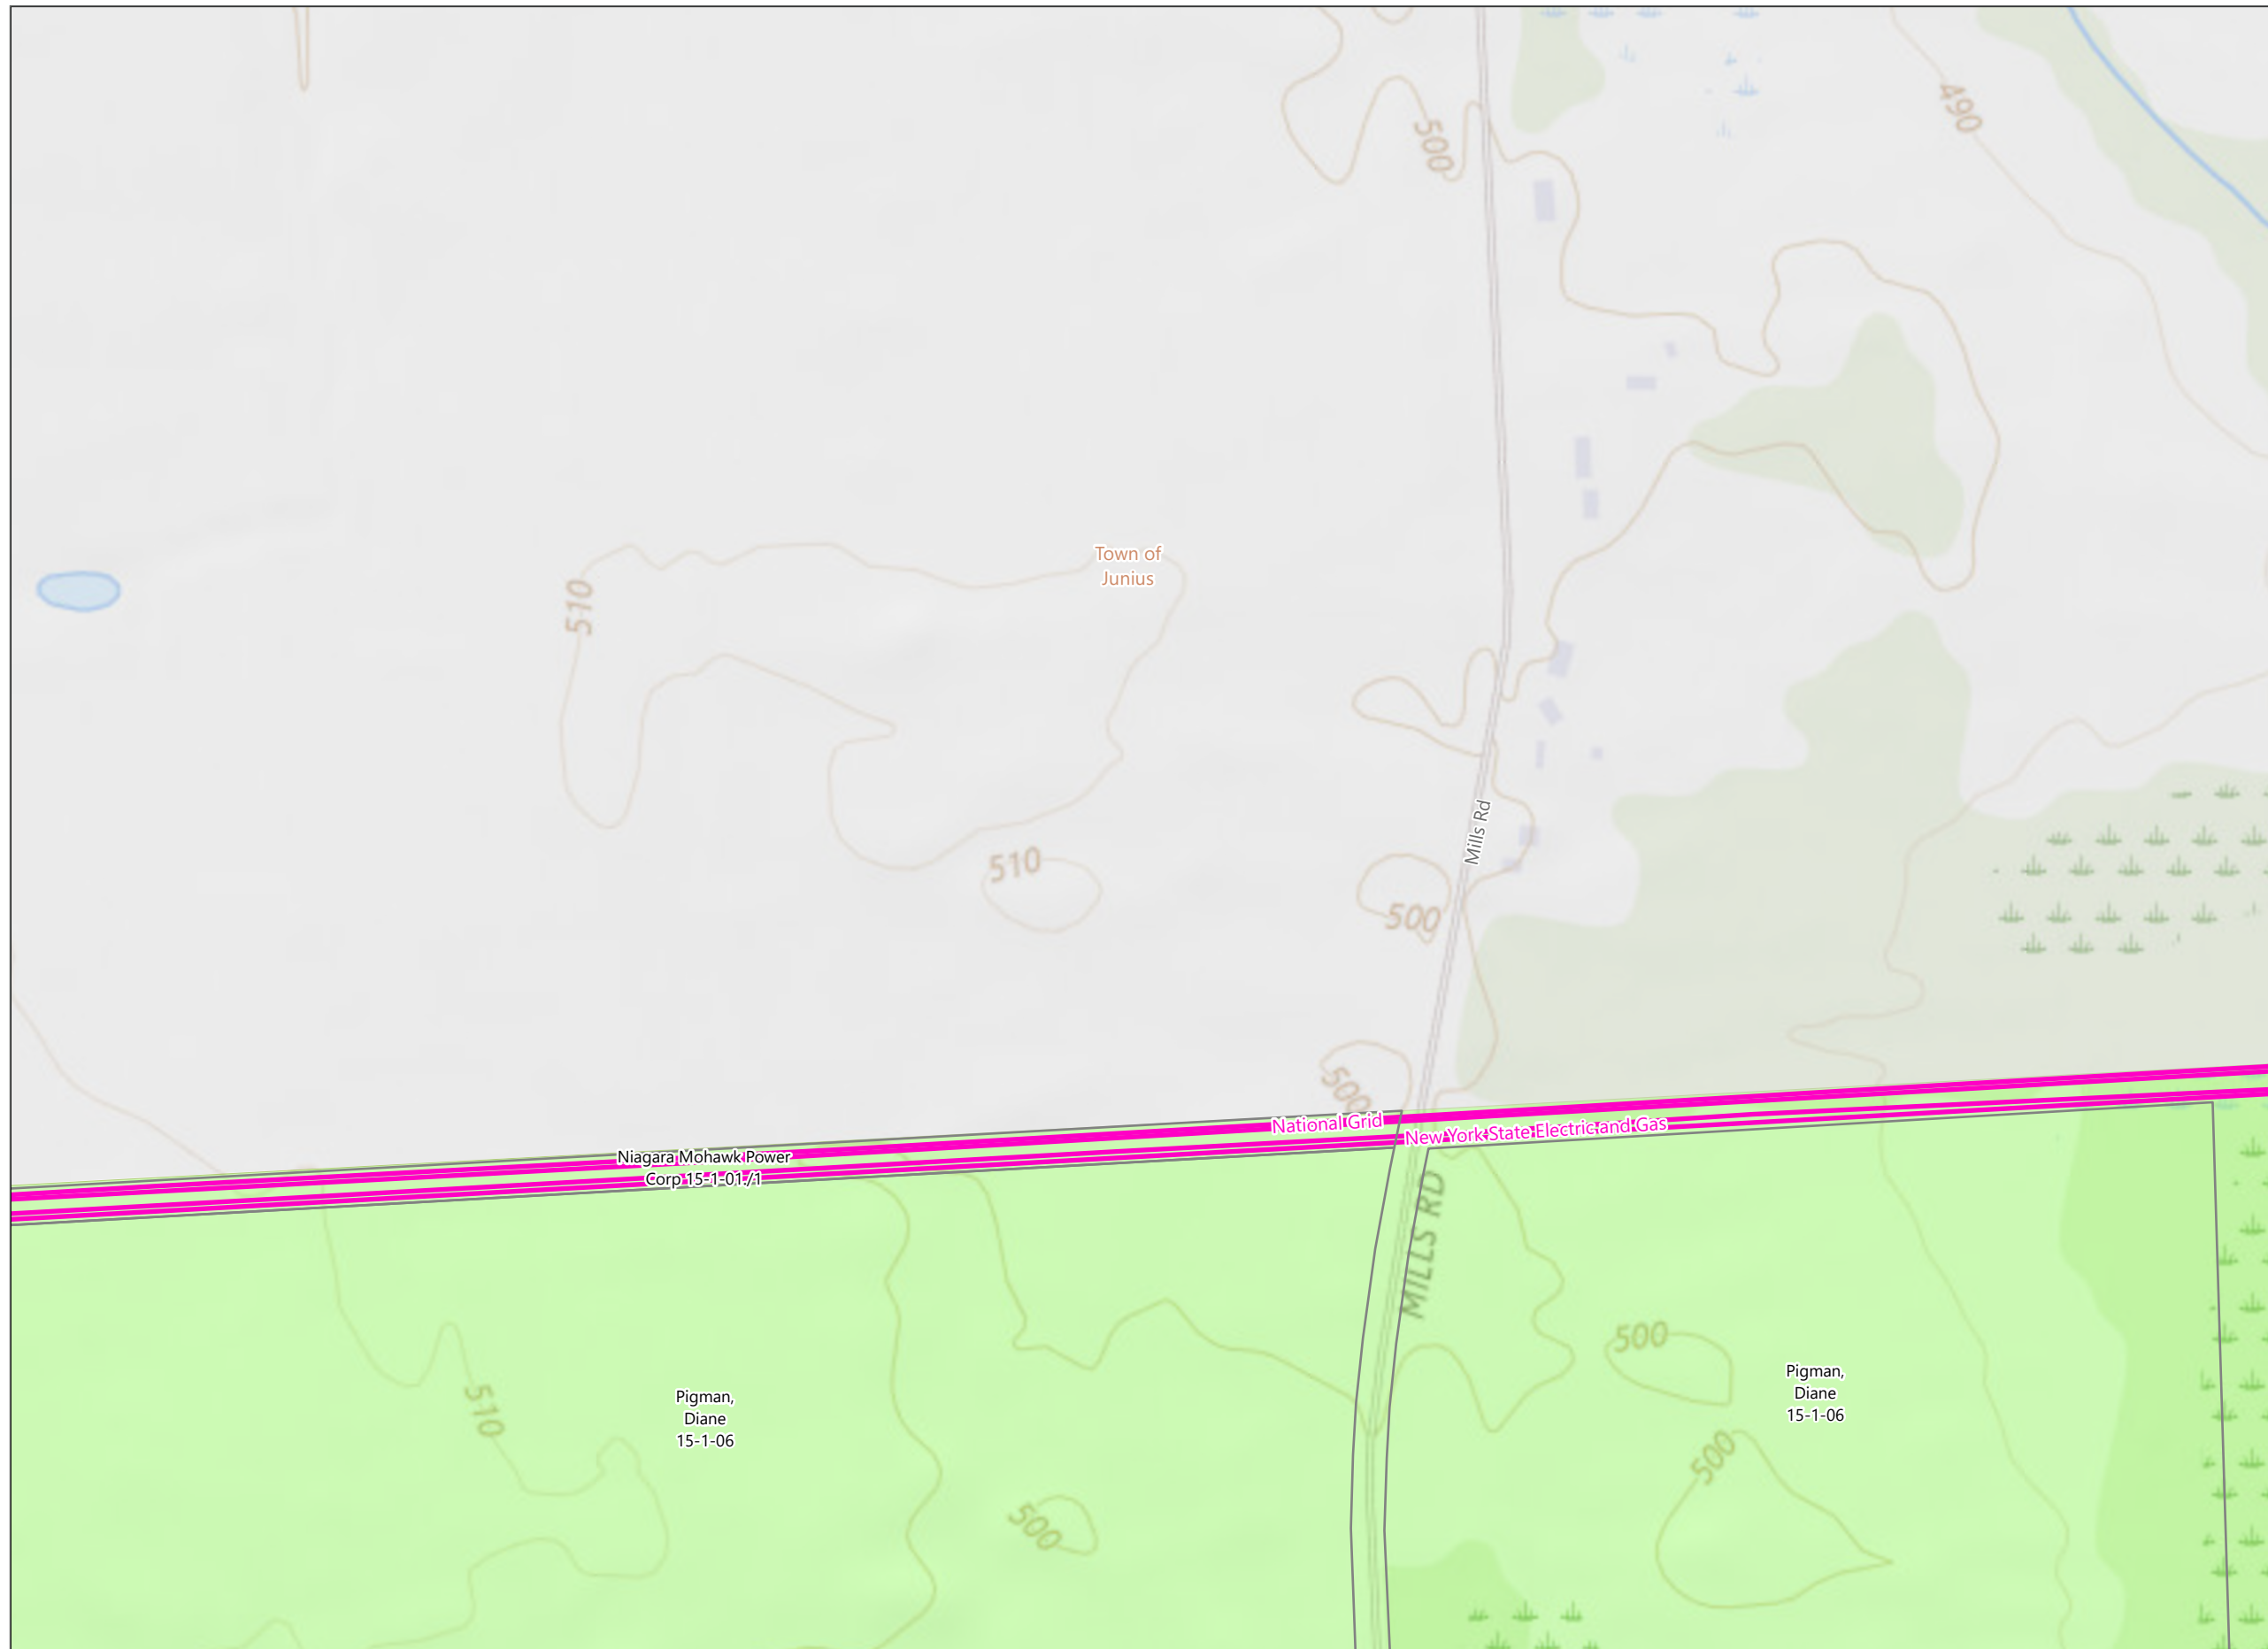 490
500
Town of
Junius
510
Mills Rd
510
500
500
National Grid
New York State Electric and Gas
Niagara Mohawk Power
Corp 15-1-01./1
MILLS RD
500
Pigman,
Diane
15-1-06
Pigman,
Diane
15-1-06
510
500
500